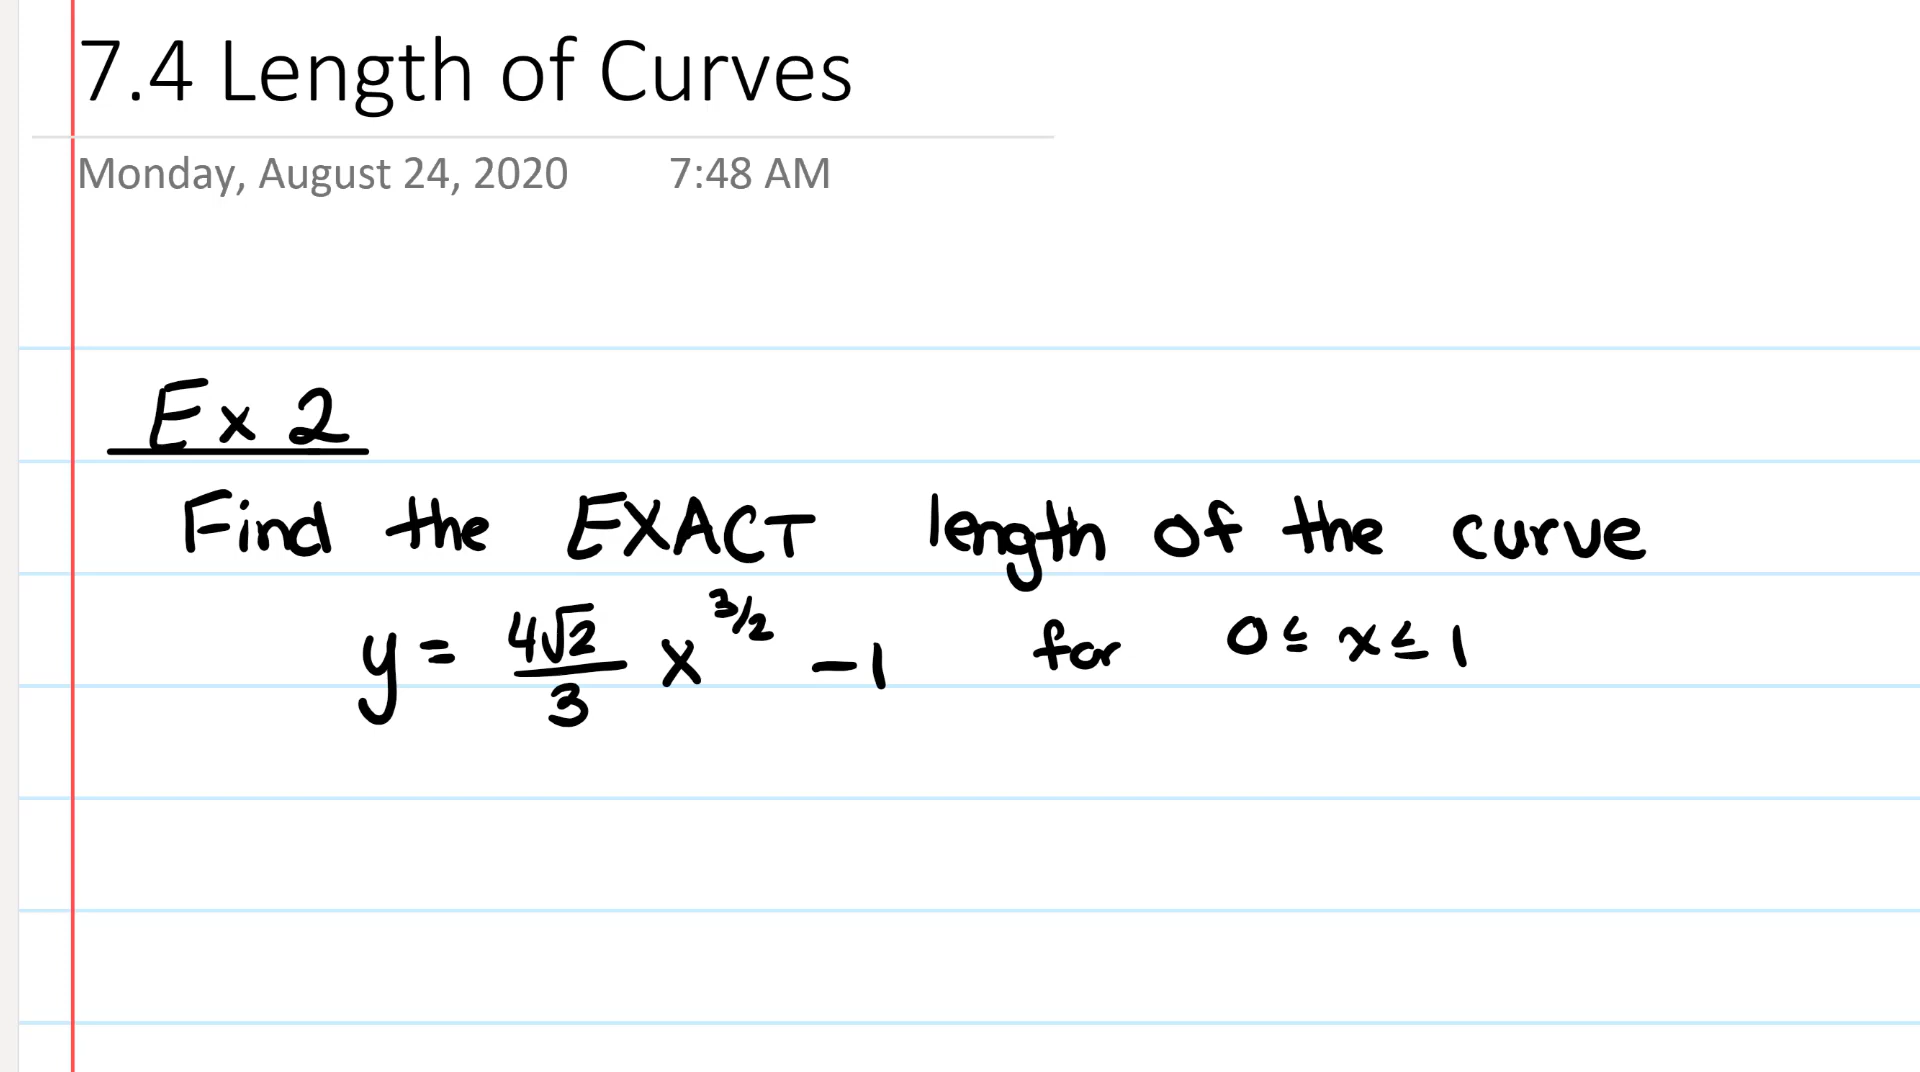 7.4 Length of Curves
Monday, August 24, 2020 7:48 AM
Ex 2
Find the EXACT length of the curve
y = 4√2/3 x^3/2 - 1 for 0 ≤ x ≤ 1